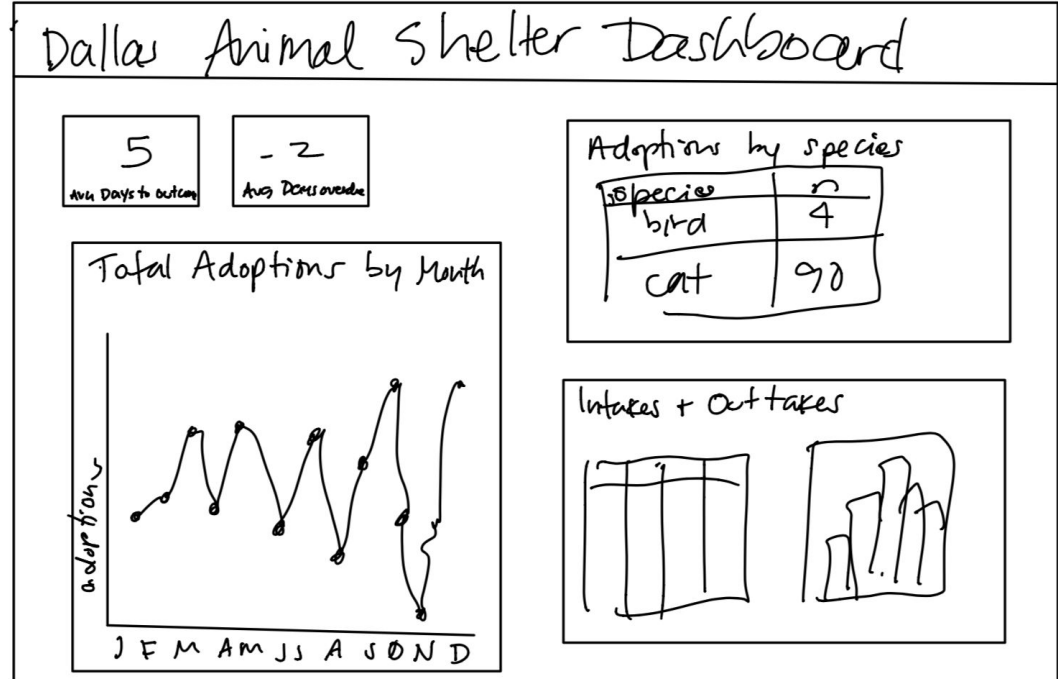 Dallas Animal Shelter Dashboard
5
Avg Days to outcom
-2
Avg Days overdue
Total Adoptions by Month
adoptions
J F M A M J J A S O N D
Adoptions by species
species n
bird 4
cat 90
Intakes + Outtakes